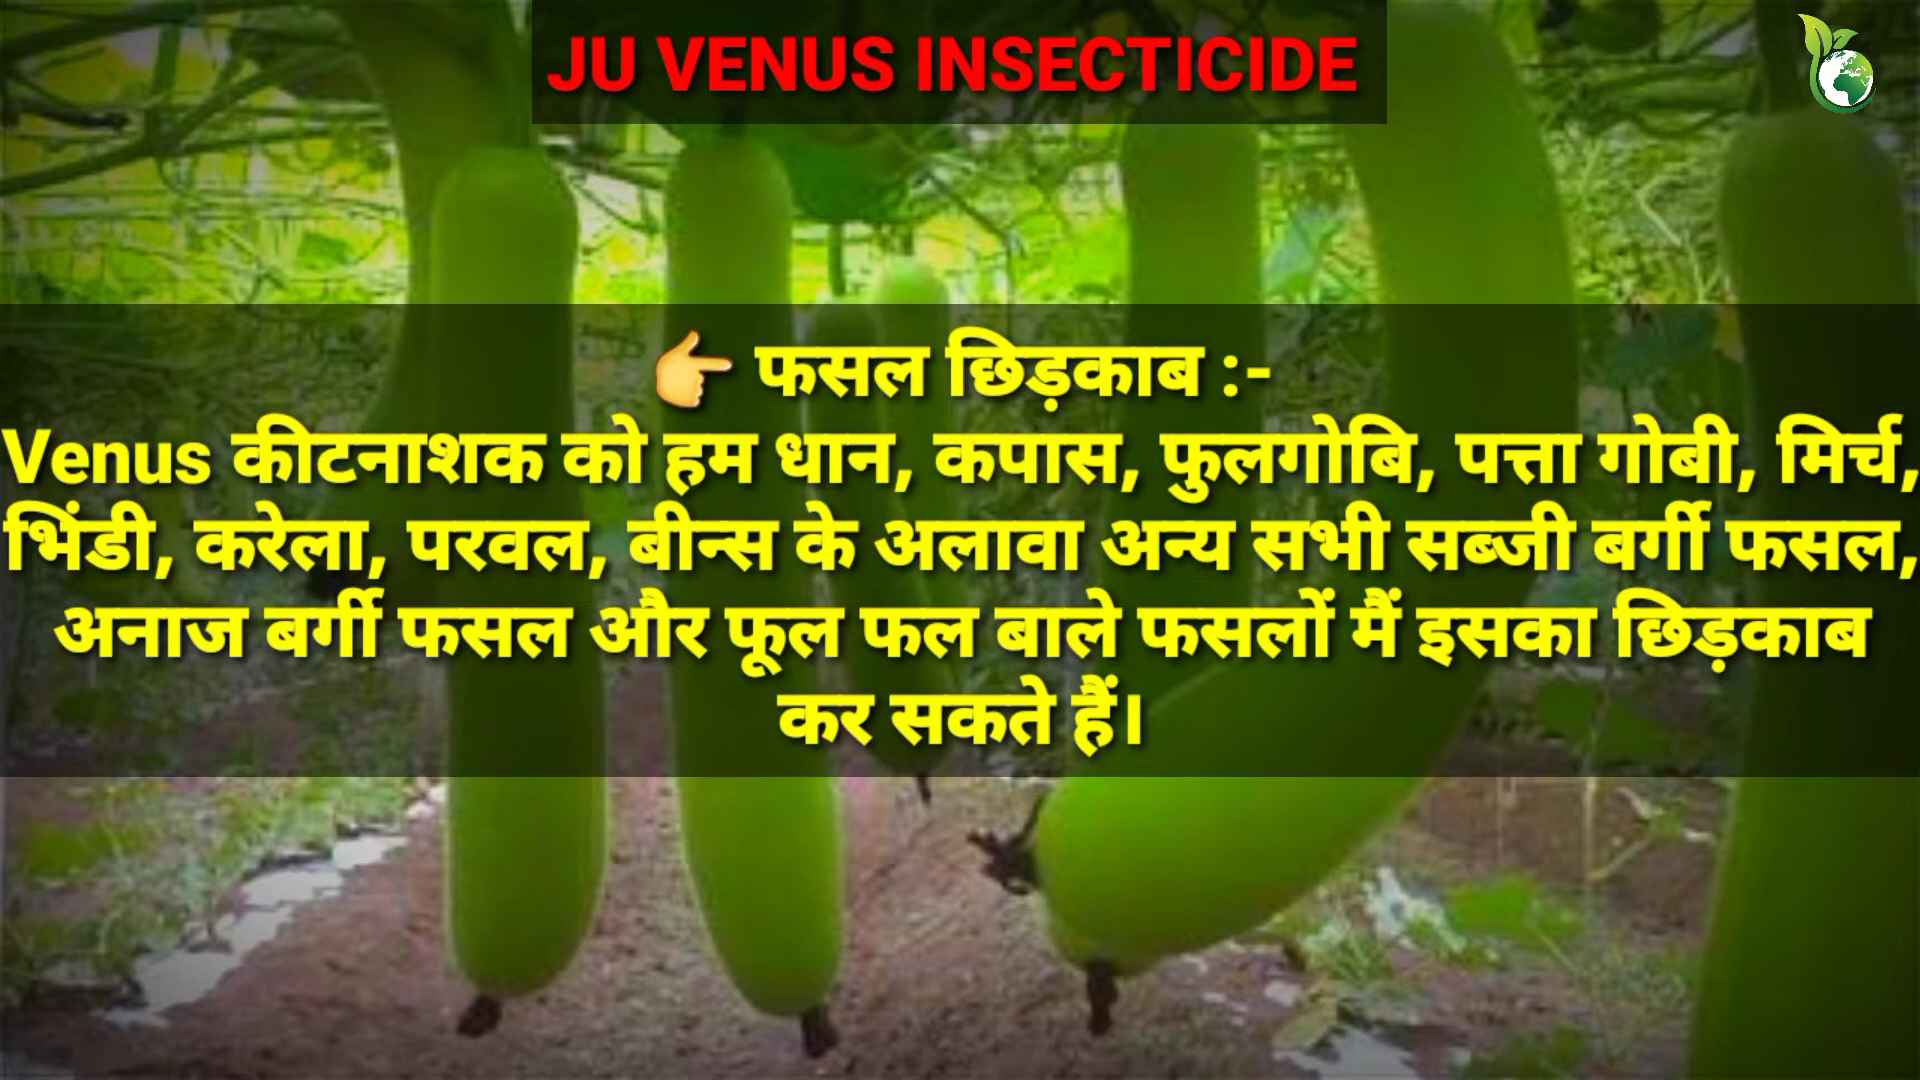 JU VENUS INSECTICIDE
👉 फसल छिड़काब :-
Venus कीटनाशक को हम धान, कपास, फुलगोबि, पत्ता गोबी, मिर्च,
भिंडी, करेला, परवल, बीन्स के अलावा अन्य सभी सब्जी बर्गी फसल,
अनाज बर्गी फसल और फूल फल बाले फसलों मैं इसका छिड़काब
कर सकते हैं।